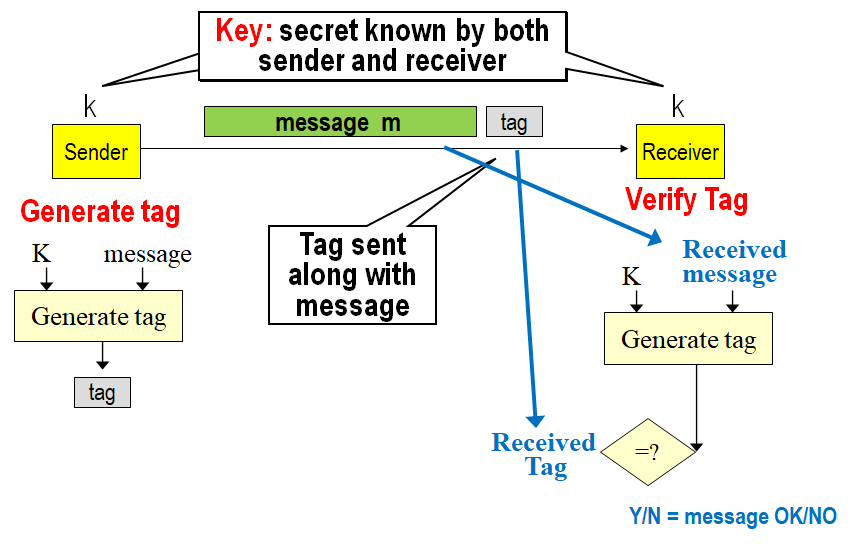 Key: secret known by both
sender and receiver
k
k
message m
tag
Sender
Receiver
Generate tag
Verify Tag
Tag sent
along with
message
K
message
Generate tag
tag
Received
message
K
Generate tag
Received
Tag
=?
Y/N = message OK/NO